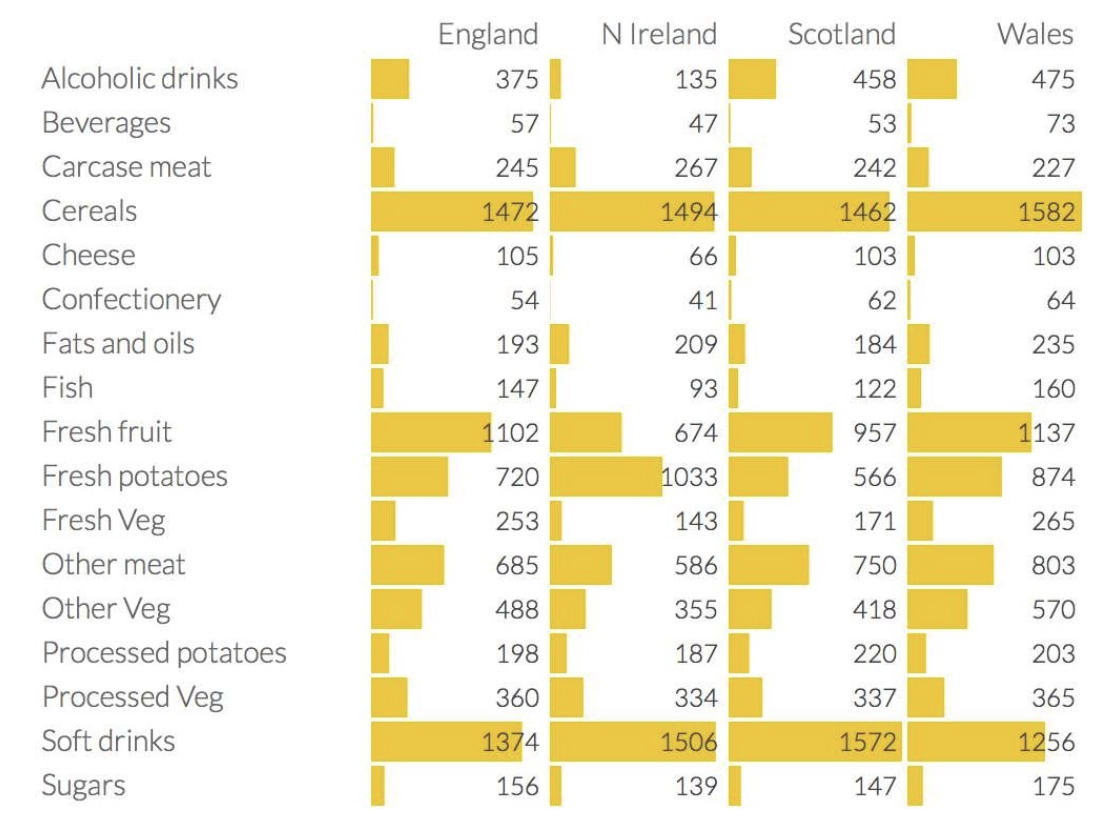 England N Ireland Scotland Wales
Alcoholic drinks 375 135 458 475
Beverages 57 47 53 73
Carcase meat 245 267 242 227
Cereals 1472 1494 1462 1582
Cheese 105 66 103 103
Confectionery 54 41 62 64
Fats and oils 193 209 184 235
Fish 147 93 122 160
Fresh fruit 1102 674 957 1137
Fresh potatoes 720 1033 566 874
Fresh Veg 253 143 171 265
Other meat 685 586 750 803
Other Veg 488 355 418 570
Processed potatoes 198 187 220 203
Processed Veg 360 334 337 365
Soft drinks 1374 1506 1572 1256
Sugars 156 139 147 175